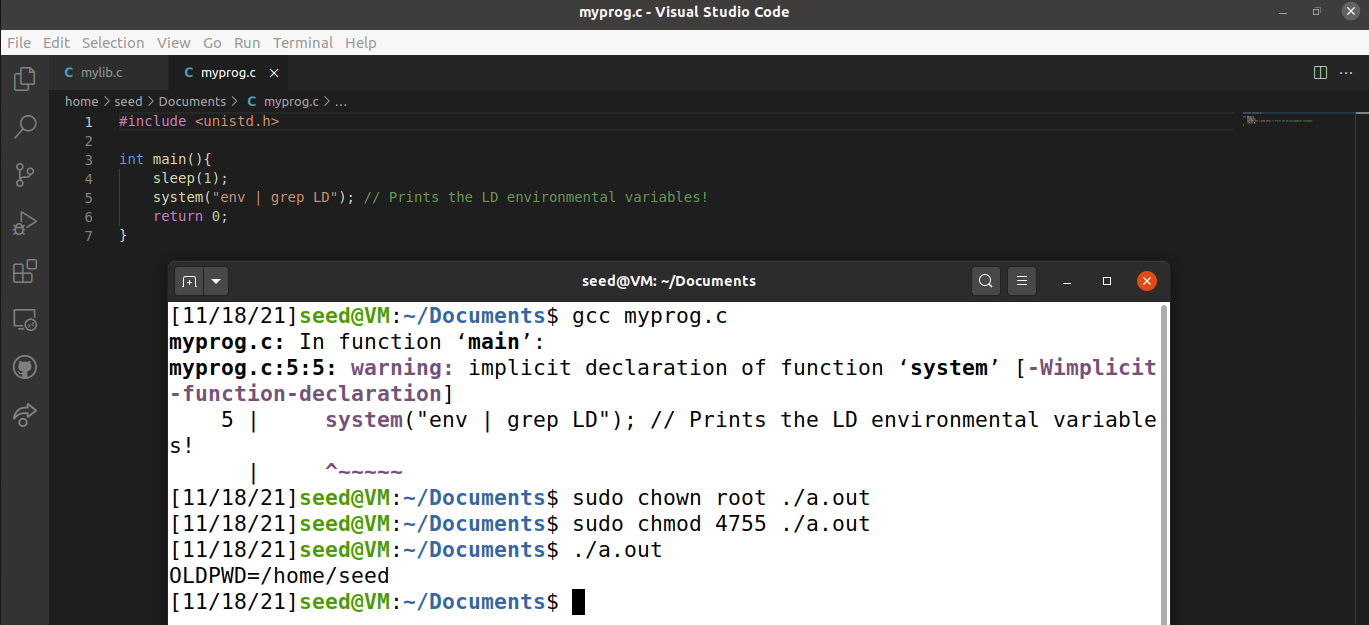 myprog.c - Visual Studio Code
File Edit Selection View Go Run Terminal Help
C mylib.c C myprog.c
home > seed > Documents > C myprog.c > ...
1 #include <unistd.h>
2
3 int main(){
4 sleep(1);
5 system("env | grep LD"); // Prints the LD environmental variables!
6 return 0;
7 }
seed@VM: ~/Documents
[11/18/21]seed@VM:~/Documents$ gcc myprog.c
myprog.c: In function ‘main’:
myprog.c:5:5: warning: implicit declaration of function ‘system’ [-Wimplicit
-function-declaration]
5 | system("env | grep LD"); // Prints the LD environmental variable
s!
| ^~~~~~
[11/18/21]seed@VM:~/Documents$ sudo chown root ./a.out
[11/18/21]seed@VM:~/Documents$ sudo chmod 4755 ./a.out
[11/18/21]seed@VM:~/Documents$ ./a.out
OLDPWD=/home/seed
[11/18/21]seed@VM:~/Documents$